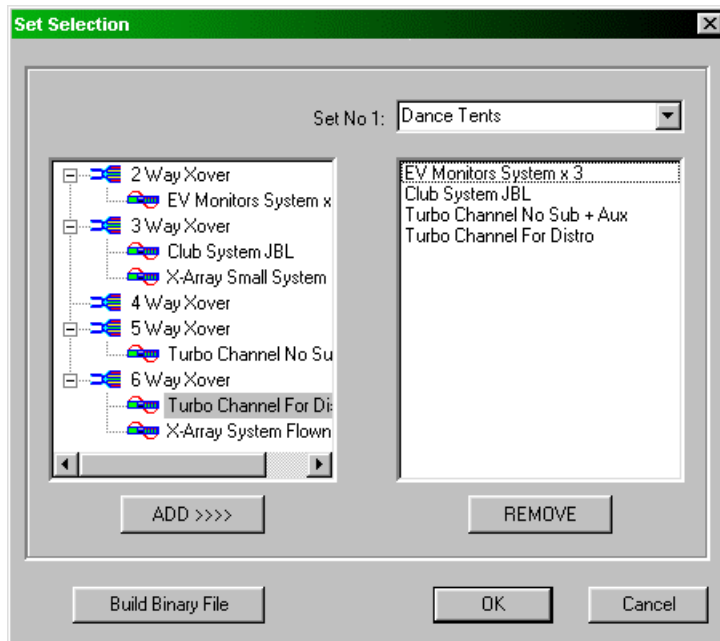 Set Selection
Set No 1: Dance Tents
2 Way Xover
EV Monitors System x
3 Way Xover
Club System JBL
X-Array Small System
4 Way Xover
5 Way Xover
Turbo Channel No Su
6 Way Xover
Turbo Channel For Di
X-Array System Flown
EV Monitors System x 3
Club System JBL
Turbo Channel No Sub + Aux
Turbo Channel For Distro
ADD >>>>
REMOVE
Build Binary File
OK
Cancel